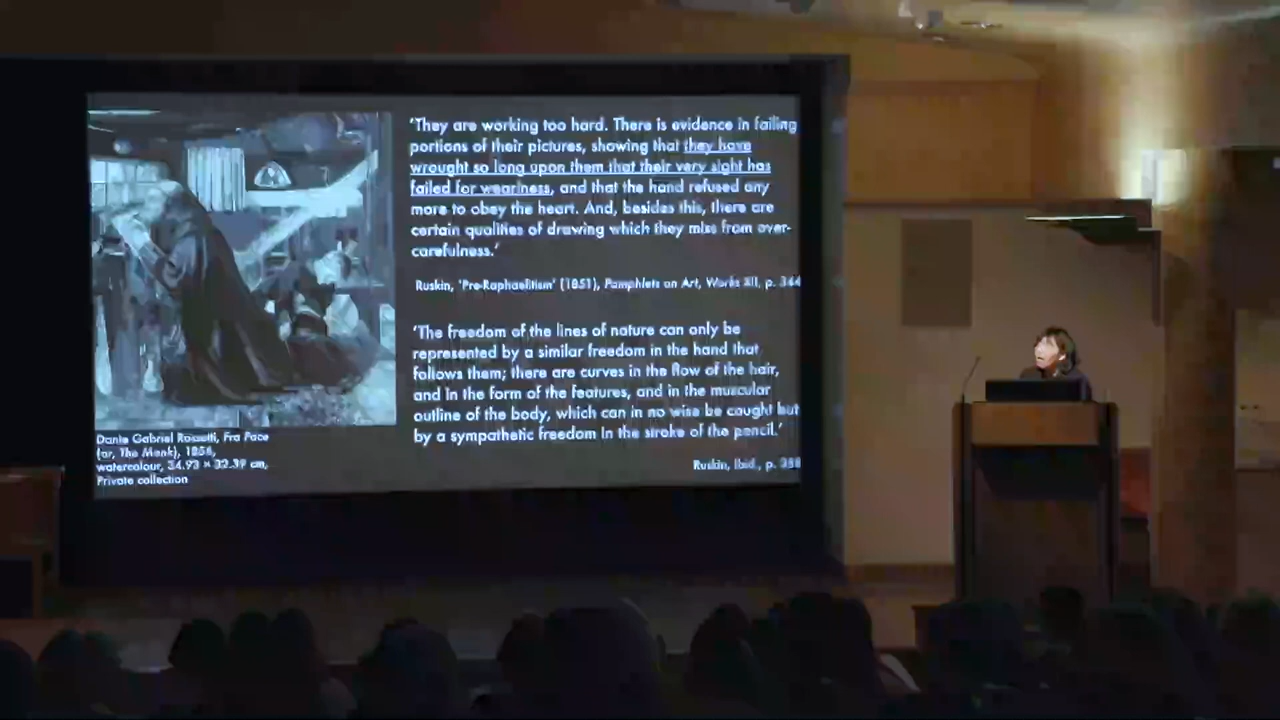 'They are working too hard. There is evidence in failing
portions of their pictures, showing that they have
wrought so long upon them that their very sight has
failed for weariness, and that the hand refused any
more to obey the heart. And, besides this, there are
certain qualities of drawing which they miss from over-
carefulness.'
Ruskin, 'Pre-Raphaelitism' (1851), Pamphlets on Art, Works XII, p. 344
'The freedom of the lines of nature can only be
represented by a similar freedom in the hand that
follows them; there are curves in the flow of the hair,
and in the form of the features, and in the muscular
outline of the body, which can in no wise be caught but
by a sympathetic freedom in the stroke of the pencil.'
Ruskin, Ibid., p.
Dante Gabriel Rossetti, Fra Pace
(or, The Monk), 1856,
watercolour, 34.93 × 32.39 cm,
Private collection